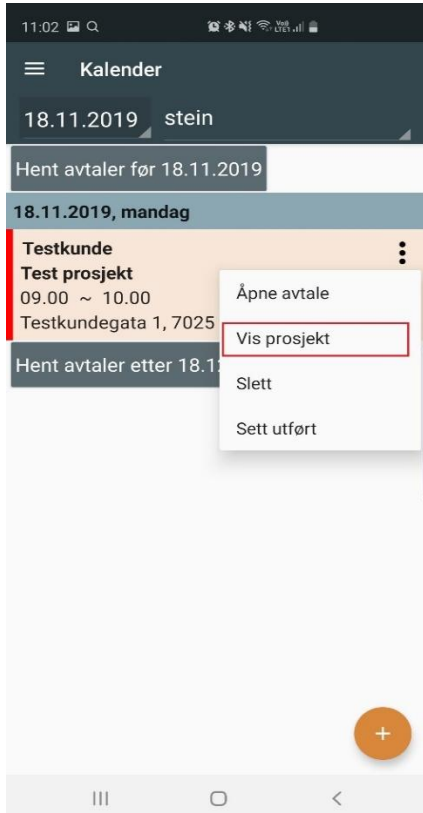 11:02
Kalender
18.11.2019 stein
Hent avtaler før 18.11.2019
18.11.2019, mandag
Testkunde
Test prosjekt
09.00 ~ 10.00
Testkundegata 1, 7025
Hent avtaler etter 18.1
Åpne avtale
Vis prosjekt
Slett
Sett utført
+